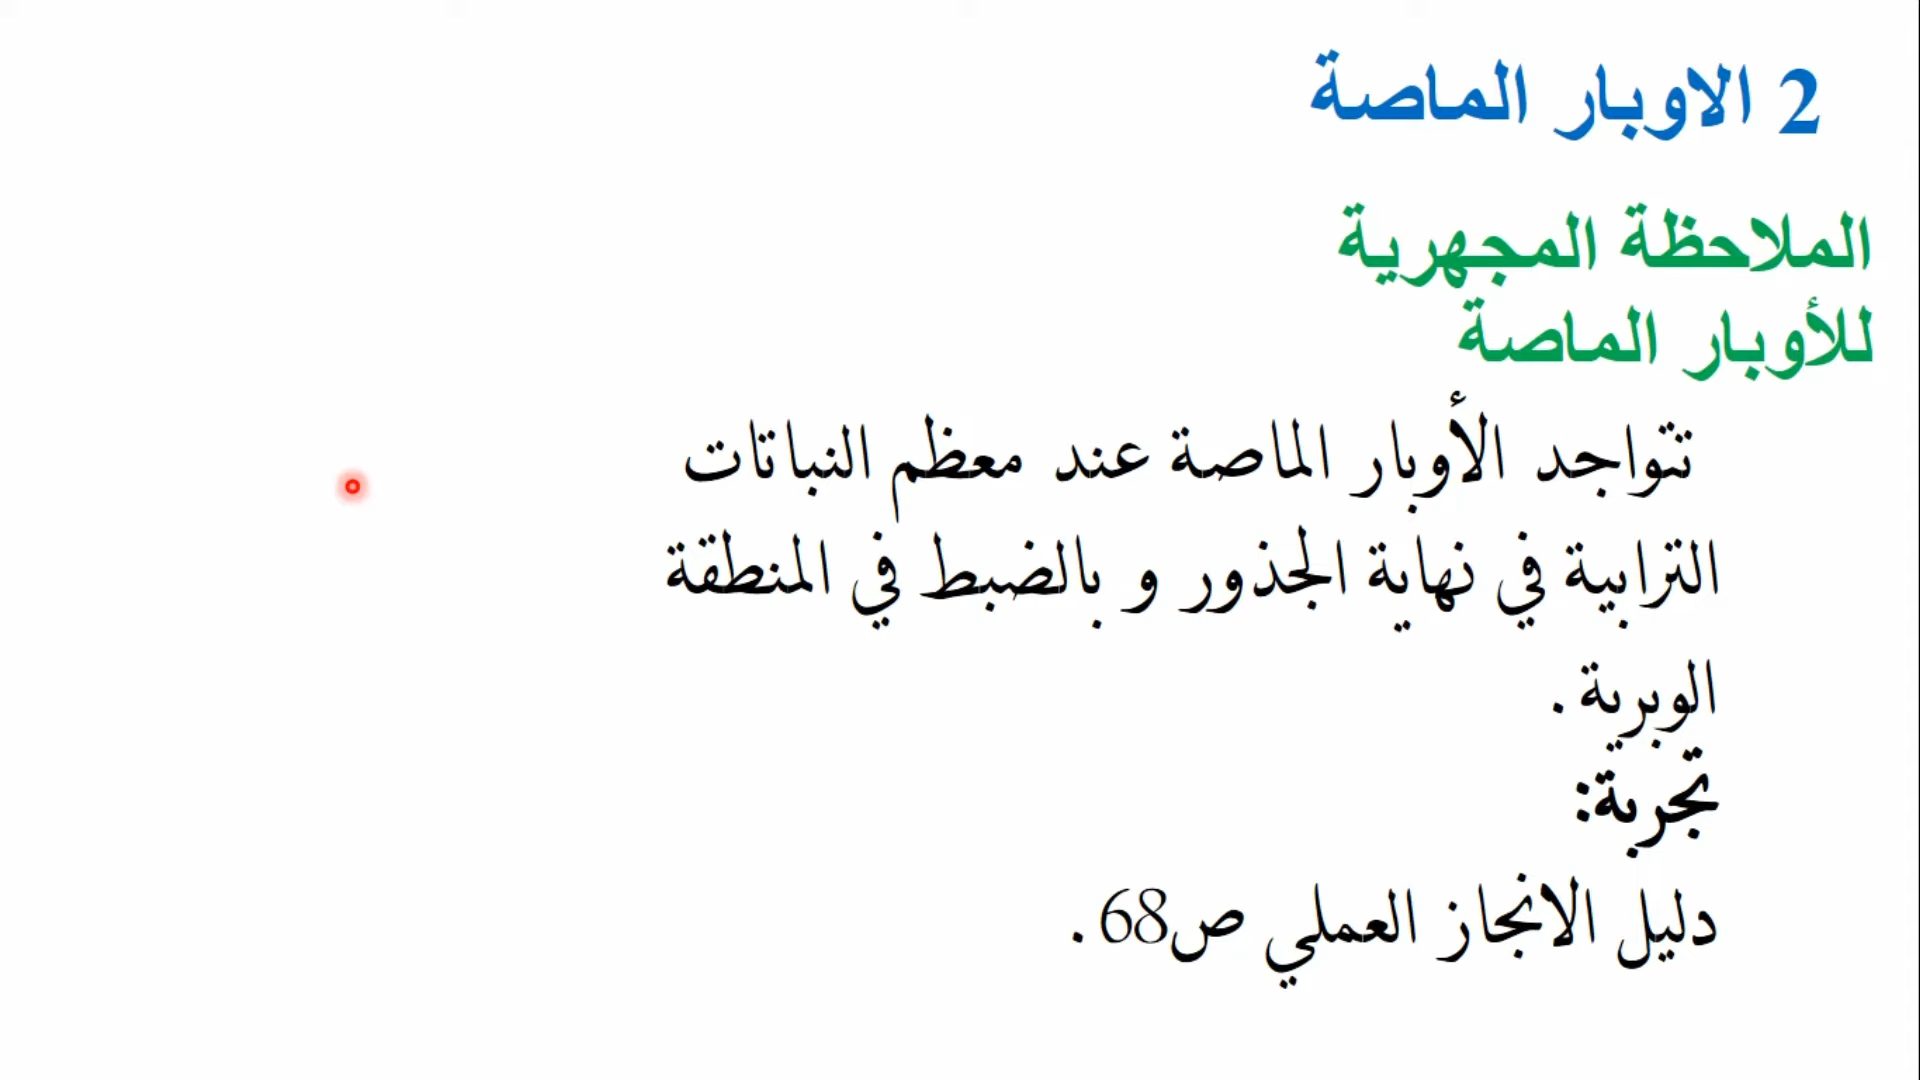 2 الاوبار الماصة
الملاحظة المجهرية
للأوبار الماصة
تتواجد الأوبار الماصة عند معظم النباتات
الترابية في نهاية الجذور و بالضبط في المنطقة
الوبرية .
تجربة:
دليل الانجاز العملي ص68 .